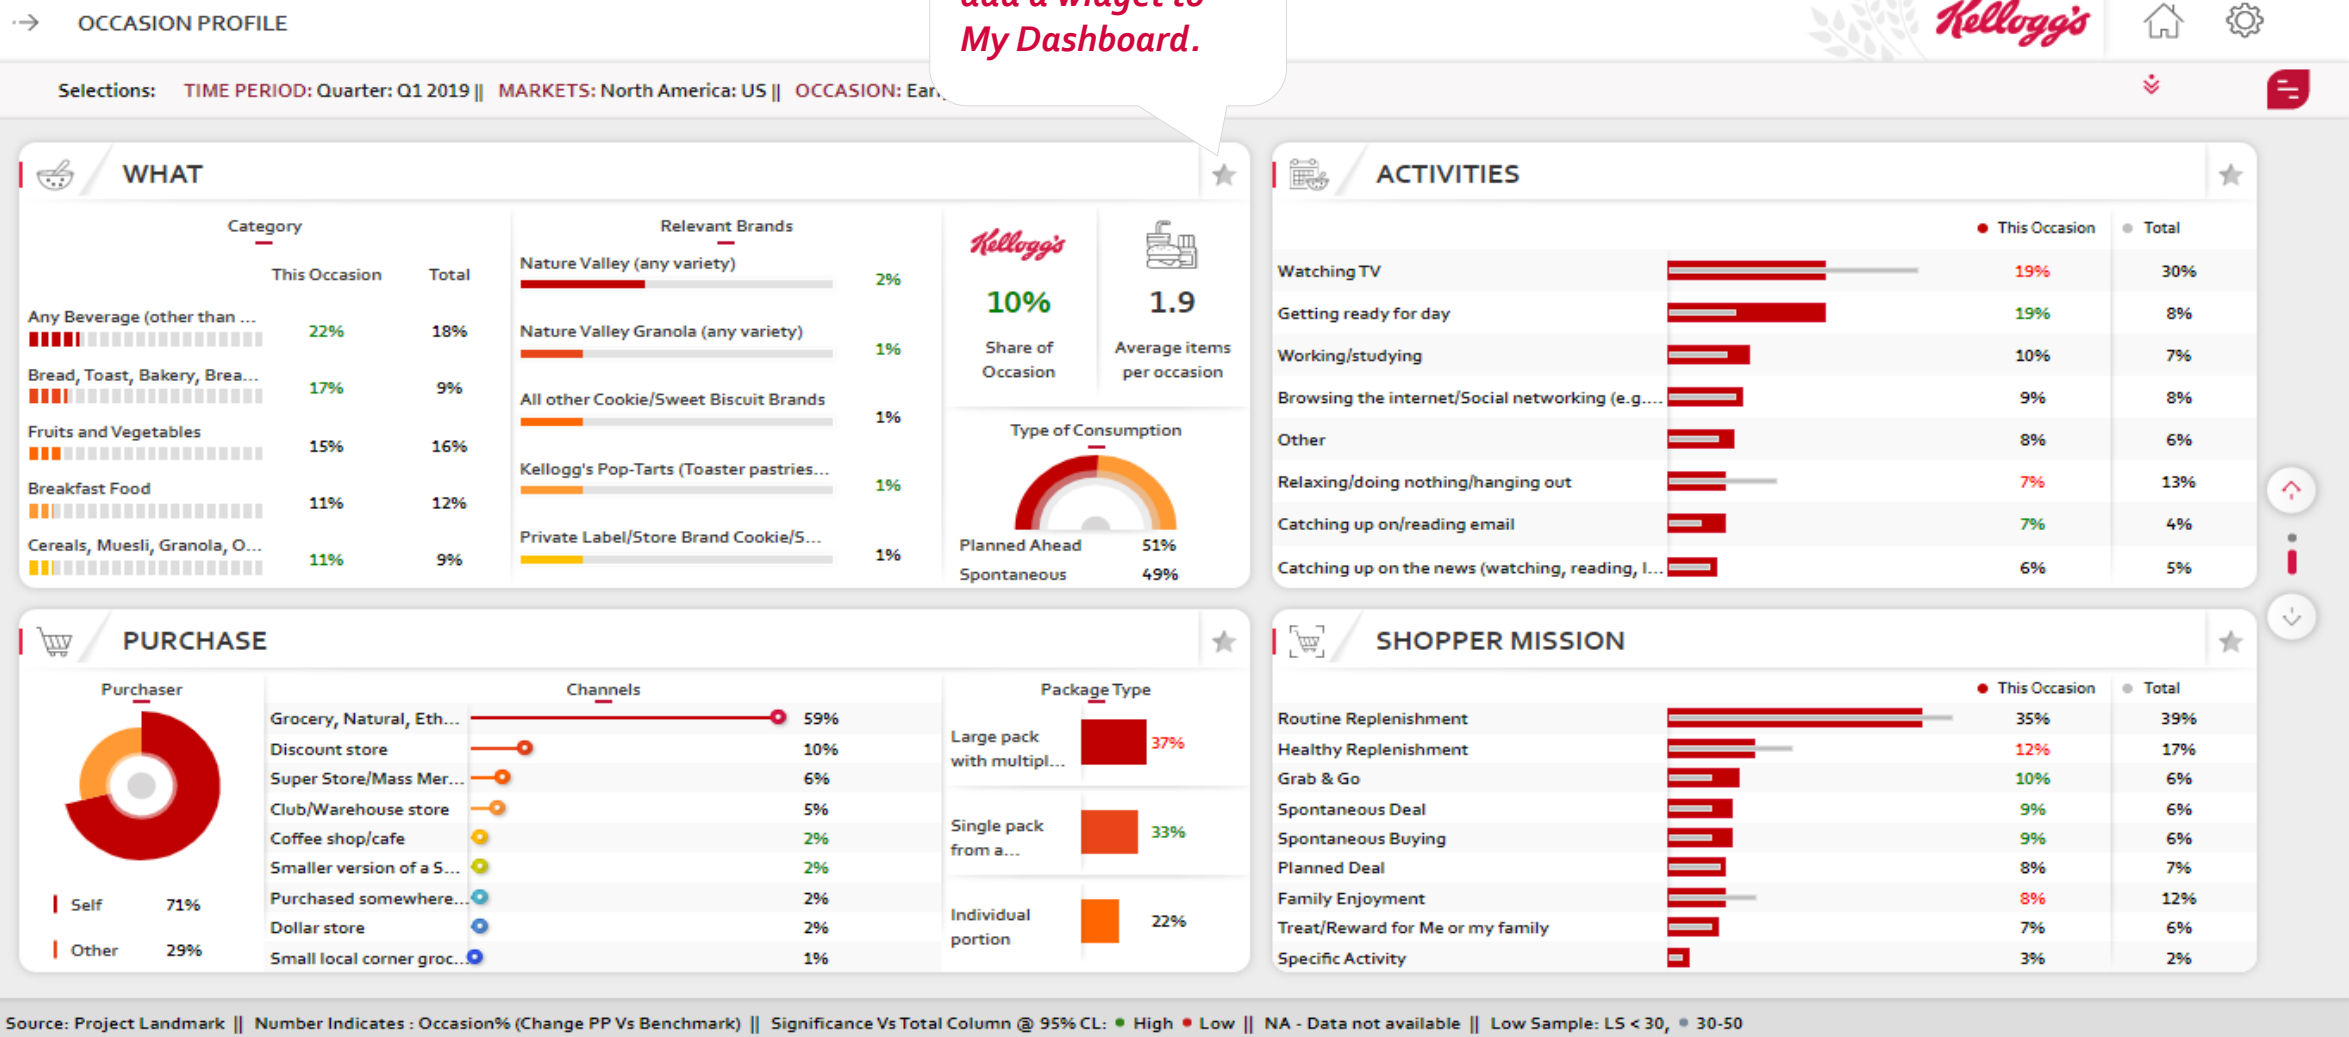 OCCASION PROFILE
My Dashboard.
Kellogg's
Selections: TIME PERIOD: Quarter: Q1 2019 || MARKETS: North America: US || OCCASION:
WHAT
Category
This Occasion Total
Any Beverage (other than ...
22% 18%
Bread, Toast, Bakery, Brea...
17% 9%
Fruits and Vegetables
15% 16%
Breakfast Food
11% 12%
Cereals, Muesli, Granola, O...
11% 9%
Relevant Brands
Nature Valley (any variety)
2%
Nature Valley Granola (any variety)
1%
All other Cookie/Sweet Biscuit Brands
1%
Kellogg's Pop-Tarts (Toaster pastries...
1%
Private Label/Store Brand Cookie/S...
1%
Kellogg's
10%
Share of
Occasion
1.9
Average items
per occasion
Type of Consumption
Planned Ahead 51%
Spontaneous 49%
ACTIVITIES
This Occasion Total
Watching TV 19% 30%
Getting ready for day 19% 8%
Working/studying 10% 7%
Browsing the internet/Social networking (e.g.... 9% 8%
Other 8% 6%
Relaxing/doing nothing/hanging out 7% 13%
Catching up on/reading email 7% 4%
Catching up on the news (watching, reading, l... 6% 5%
PURCHASE
Purchaser
Self 71%
Other 29%
Channels
Grocery, Natural, Eth... 59%
Discount store 10%
Super Store/Mass Mer... 6%
Club/Warehouse store 5%
Coffee shop/cafe 2%
Smaller version of a S... 2%
Purchased somewhere... 2%
Dollar store 2%
Small local corner groc... 1%
Package Type
Large pack
with multipl...
37%
Single pack
from a...
33%
Individual
portion
22%
SHOPPER MISSION
This Occasion Total
Routine Replenishment 35% 39%
Healthy Replenishment 12% 17%
Grab & Go 10% 6%
Spontaneous Deal 9% 6%
Spontaneous Buying 9% 6%
Planned Deal 8% 7%
Family Enjoyment 8% 12%
Treat/Reward for Me or my family 7% 6%
Specific Activity 3% 2%
Source: Project Landmark || Number Indicates : Occasion% (Change PP Vs Benchmark) || Significance Vs Total Column @ 95% CL: High Low || NA - Data not available || Low Sample: LS < 30, 30-50